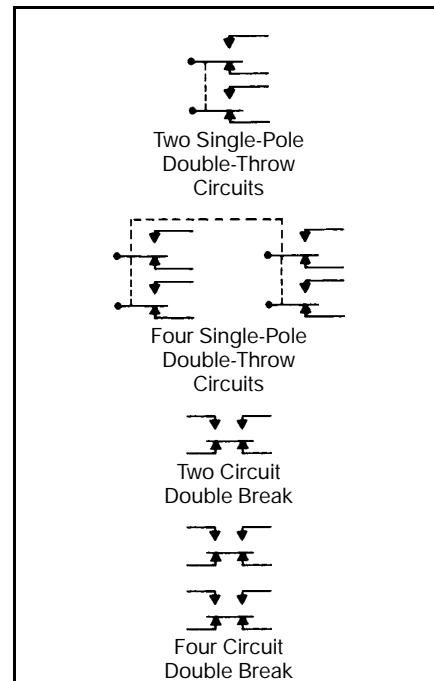 Two Single-Pole
Double-Throw
Circuits
Four Single-Pole
Double-Throw
Circuits
Two Circuit
Double Break
Four Circuit
Double Break